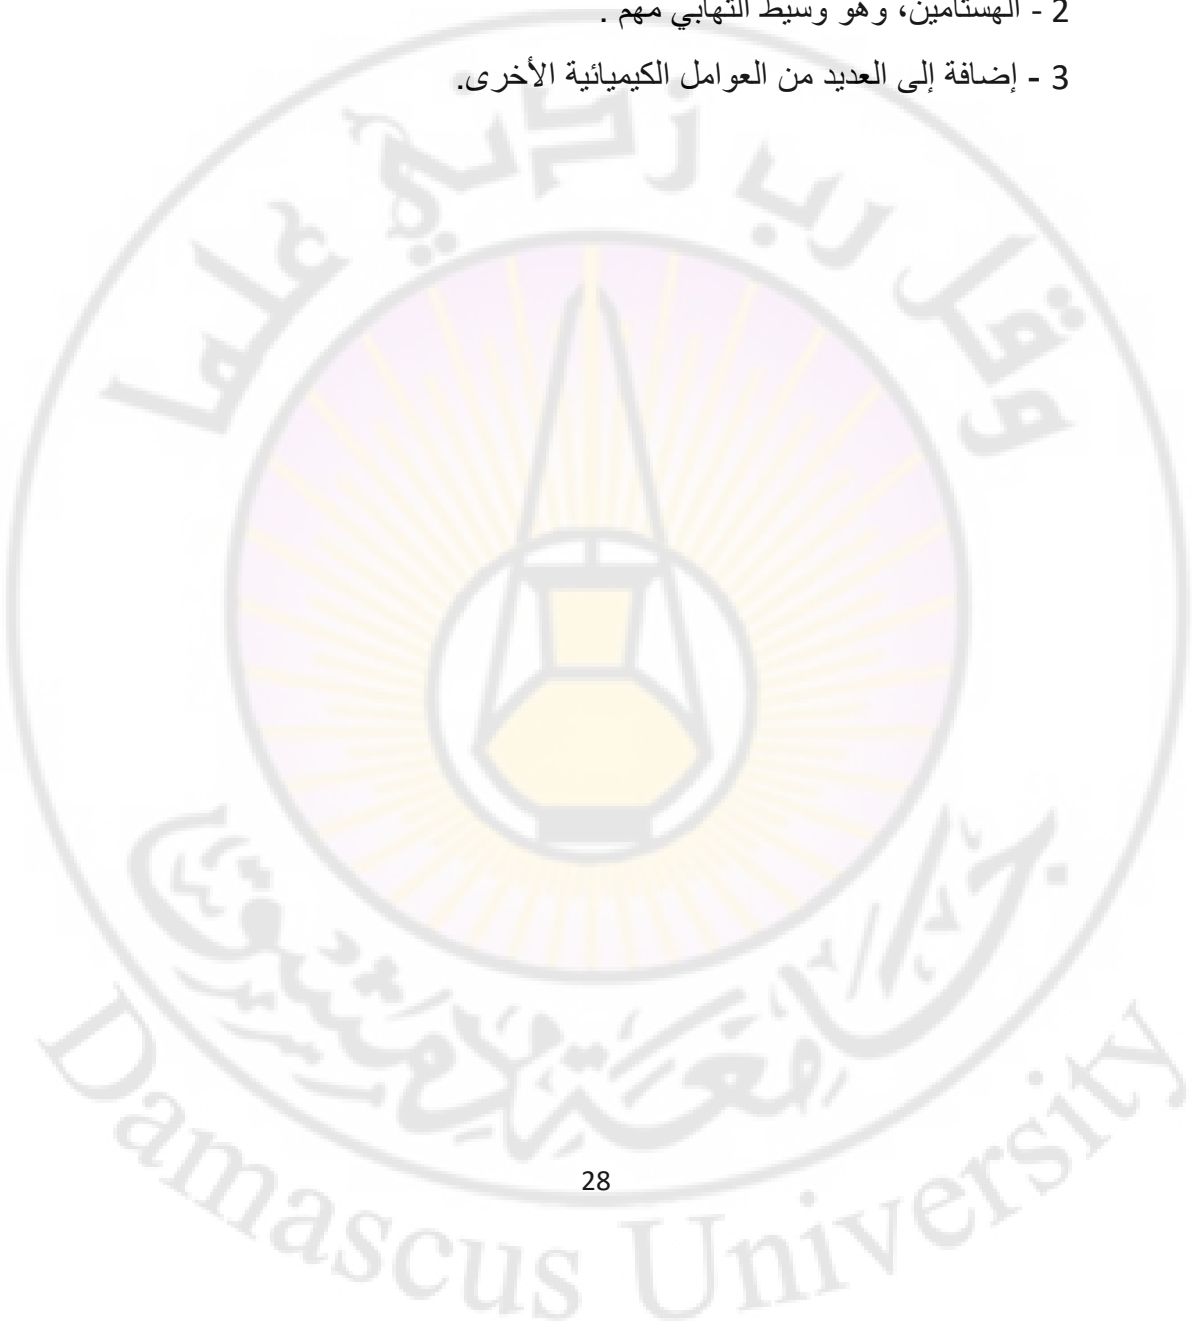 2 - الهستامين، وهو وسيط التهابي مهم .
3 - إضافة إلى العديد من العوامل الكيميائية الأخرى.
وقل رب زدني علما
جامعة دمشق
Damascus University
28